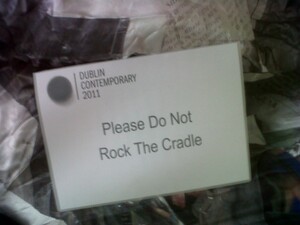 DUBLIN
CONTEMPORARY
2011
Please Do Not
Rock The Cradle